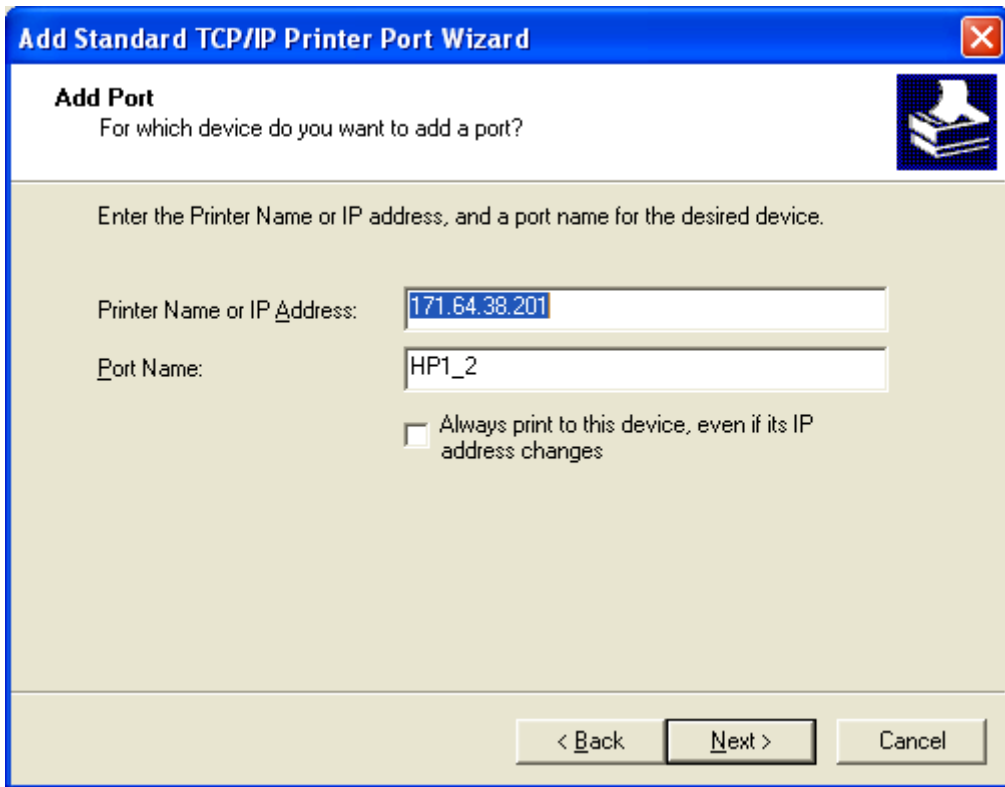 Add Standard TCP/IP Printer Port Wizard
Add Port
For which device do you want to add a port?
Enter the Printer Name or IP address, and a port name for the desired device.
Printer Name or IP Address: 171.64.38.201
Port Name: HP1_2
Always print to this device, even if its IP
address changes
< Back Next > Cancel